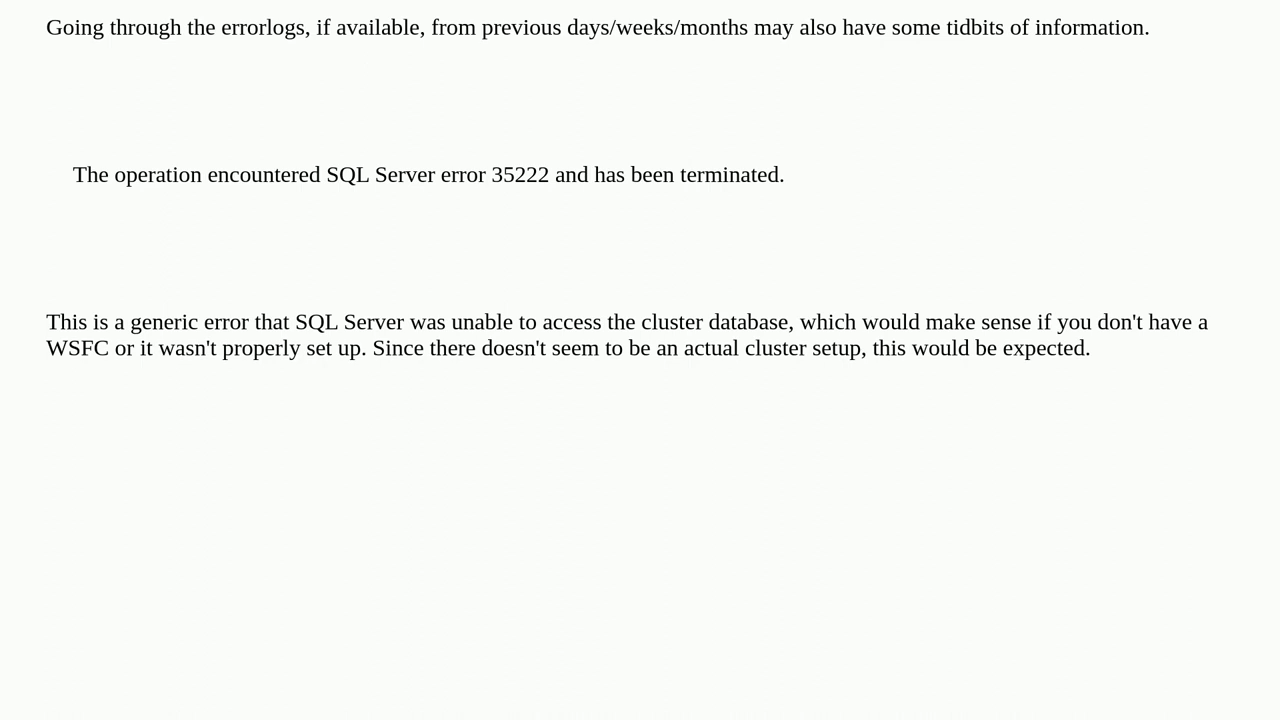 Going through the errorlogs, if available, from previous days/weeks/months may also have some tidbits of information.
The operation encountered SQL Server error 35222 and has been terminated.
This is a generic error that SQL Server was unable to access the cluster database, which would make sense if you don't have a
WSFC or it wasn't properly set up. Since there doesn't seem to be an actual cluster setup, this would be expected.